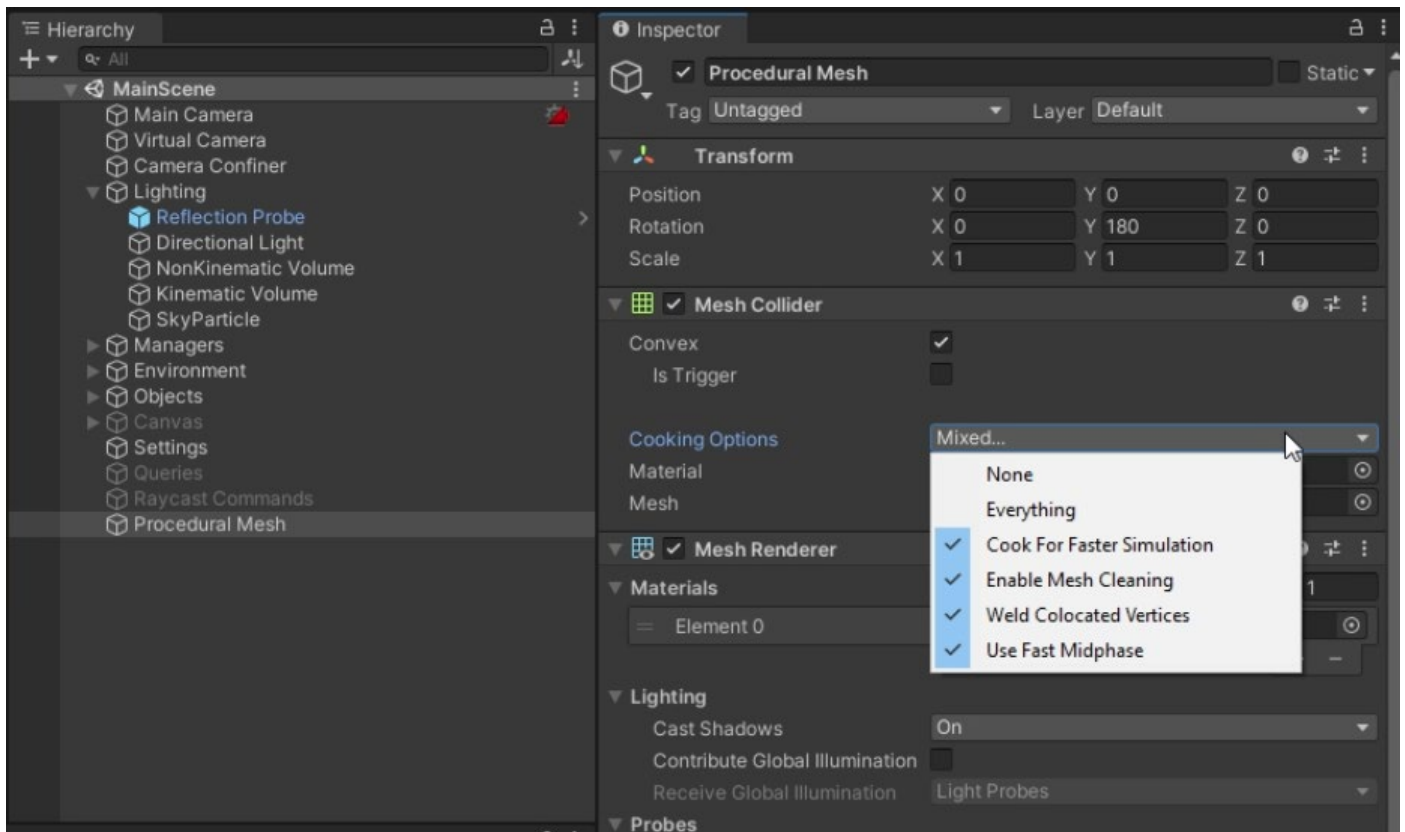 Hierarchy
All
MainScene
Main Camera
Virtual Camera
Camera Confiner
Lighting
Reflection Probe
Directional Light
NonKinematic Volume
Kinematic Volume
SkyParticle
Managers
Environment
Objects
Canvas
Settings
Queries
Raycast Commands
Procedural Mesh
Inspector
Procedural Mesh Static
Tag Untagged Layer Default
Transform
Position X 0 Y 0 Z 0
Rotation X 0 Y 180 Z 0
Scale X 1 Y 1 Z 1
Mesh Collider
Convex
Is Trigger
Cooking Options Mixed...
Material
Mesh
None
Everything
Cook For Faster Simulation
Enable Mesh Cleaning
Weld Colocated Vertices
Use Fast Midphase
Mesh Renderer
Materials 1
Element 0
Lighting
Cast Shadows On
Contribute Global Illumination
Receive Global Illumination Light Probes
Probes